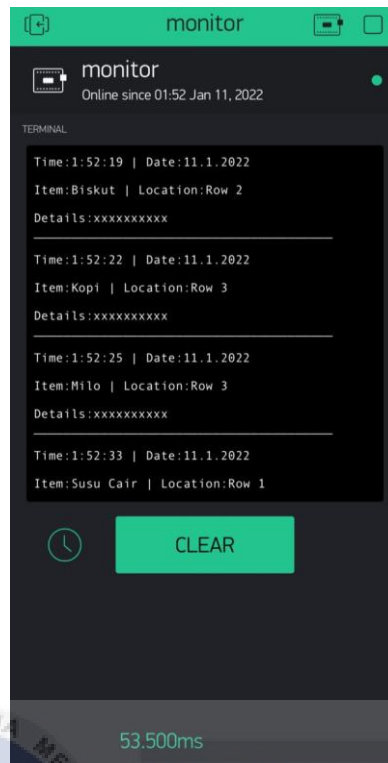 monitor
monitor
Online since 01:52 Jan 11, 2022
TERMINAL
Time:1:52:19 | Date:11.1.2022
Item:Biskut | Location:Row 2
Details:xxxxxxxxxx
Time:1:52:22 | Date:11.1.2022
Item:Kopi | Location:Row 3
Details:xxxxxxxxxx
Time:1:52:25 | Date:11.1.2022
Item:Milo | Location:Row 3
Details:xxxxxxxxxx
Time:1:52:33 | Date:11.1.2022
Item:Susu Cair | Location:Row 1
CLEAR
53.500ms